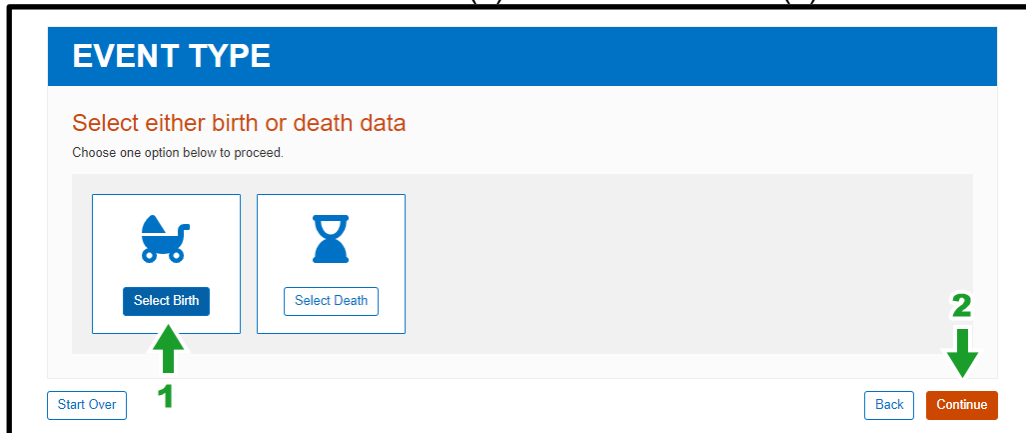 EVENT TYPE
Select either birth or death data
Choose one option below to proceed.
Select Birth
Select Death
2
1
Start Over
Back
Continue